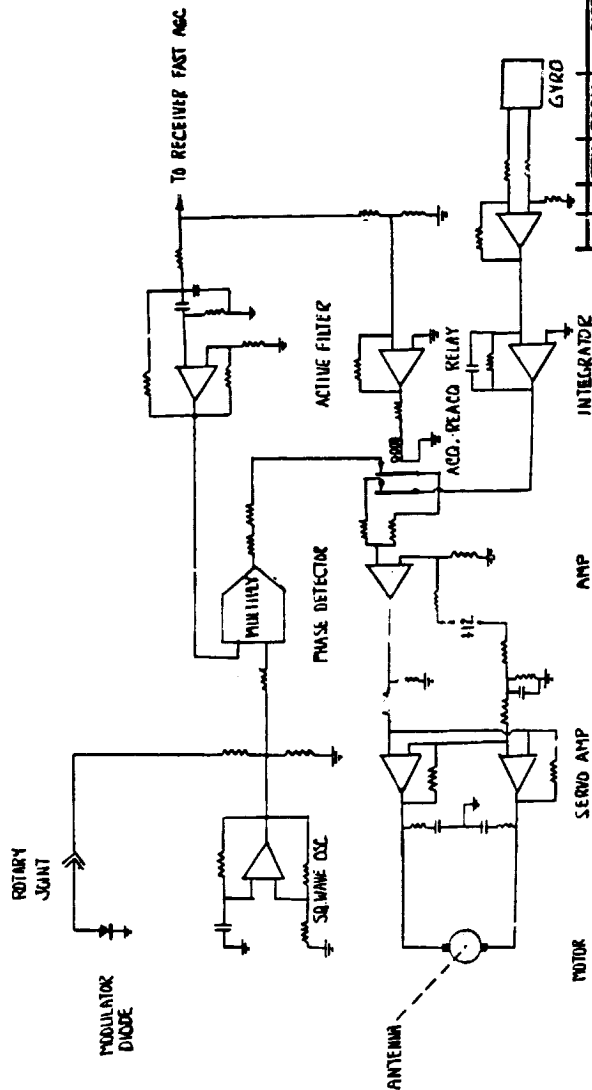 TO RECEIVER FAST AGC
ROTARY
JOINT
MODULATOR
DIODE
SQ. WAVE OSC
MULTIPLY
PHASE DETECTOR
ACTIVE FILTER
ACQ.-REACQ RELAY
GYRO
+12
ANTENNA
MOTOR
SERVO AMP
AMP
INTEGRATOR